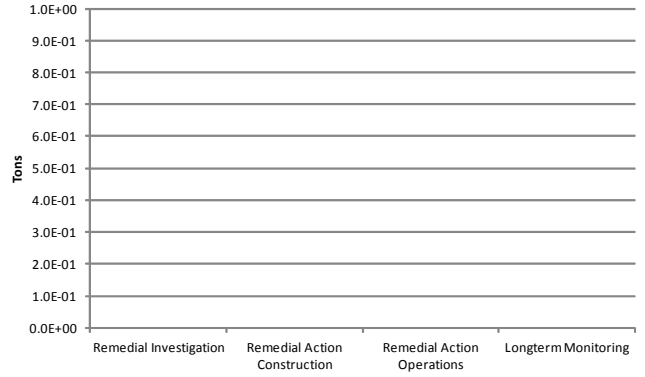 1.0E+00
9.0E-01
8.0E-01
7.0E-01
6.0E-01
5.0E-01
4.0E-01
3.0E-01
2.0E-01
1.0E-01
0.0E+00
Tons
Remedial Investigation
Remedial Action
Construction
Remedial Action
Operations
Longterm Monitoring